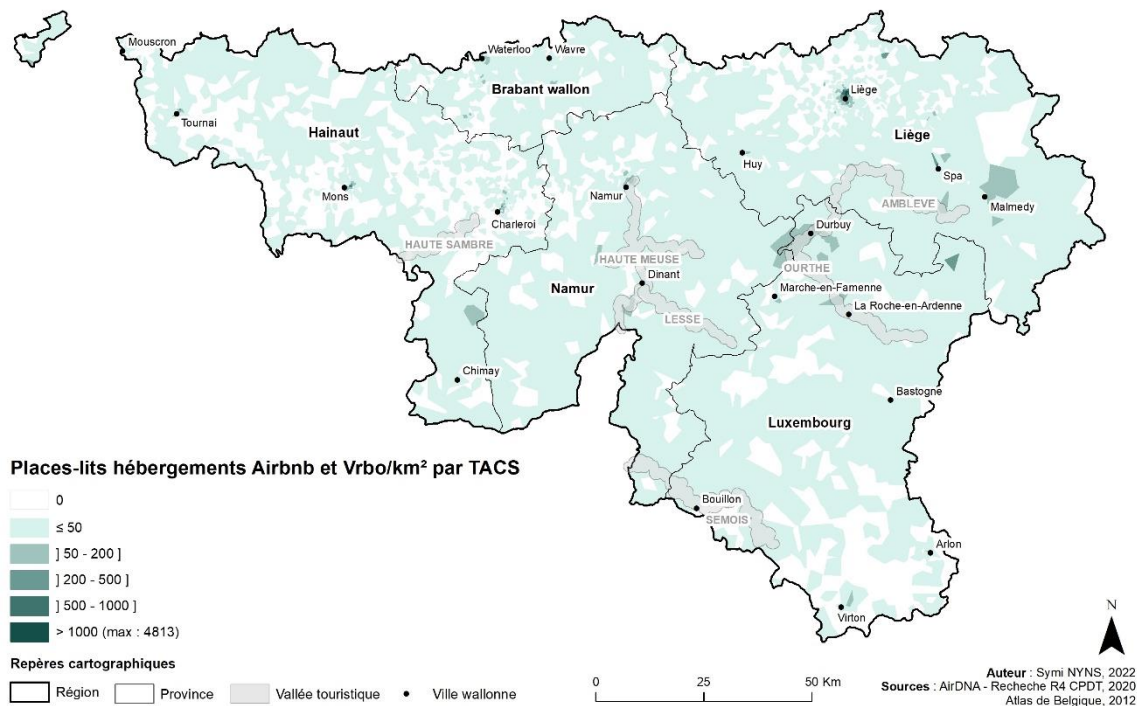 Mouscron
Waterloo
Wavre
Brabant wallon
Liège
Tournai
Hainaut
Liège
Huy
Spa
Mons
Namur
Malmedy
AMBLEVE
Charleroi
Durbuy
HAUTE SAMBRE
HAUTE MEUSE
OURTHE
Dinant
Namur
Marche-en-Famenne
La Roche-en-Ardenne
LESSE
Chimay
Bastogne
Luxembourg
Places-lits hébergements Airbnb et Vrbo/km² par TACS
0
≤ 50
] 50 - 200 ]
] 200 - 500 ]
] 500 - 1000 ]
> 1000 (max : 4813)
Bouillon
SEMOIS
Arlon
Virton
N
Repères cartographiques
Région
Province
Vallée touristique
Ville wallonne
0 25 50 Km
Auteur : Symi NYNS, 2022
Sources : AirDNA - Recheche R4 CPDT, 2020
Atlas de Belgique, 2012